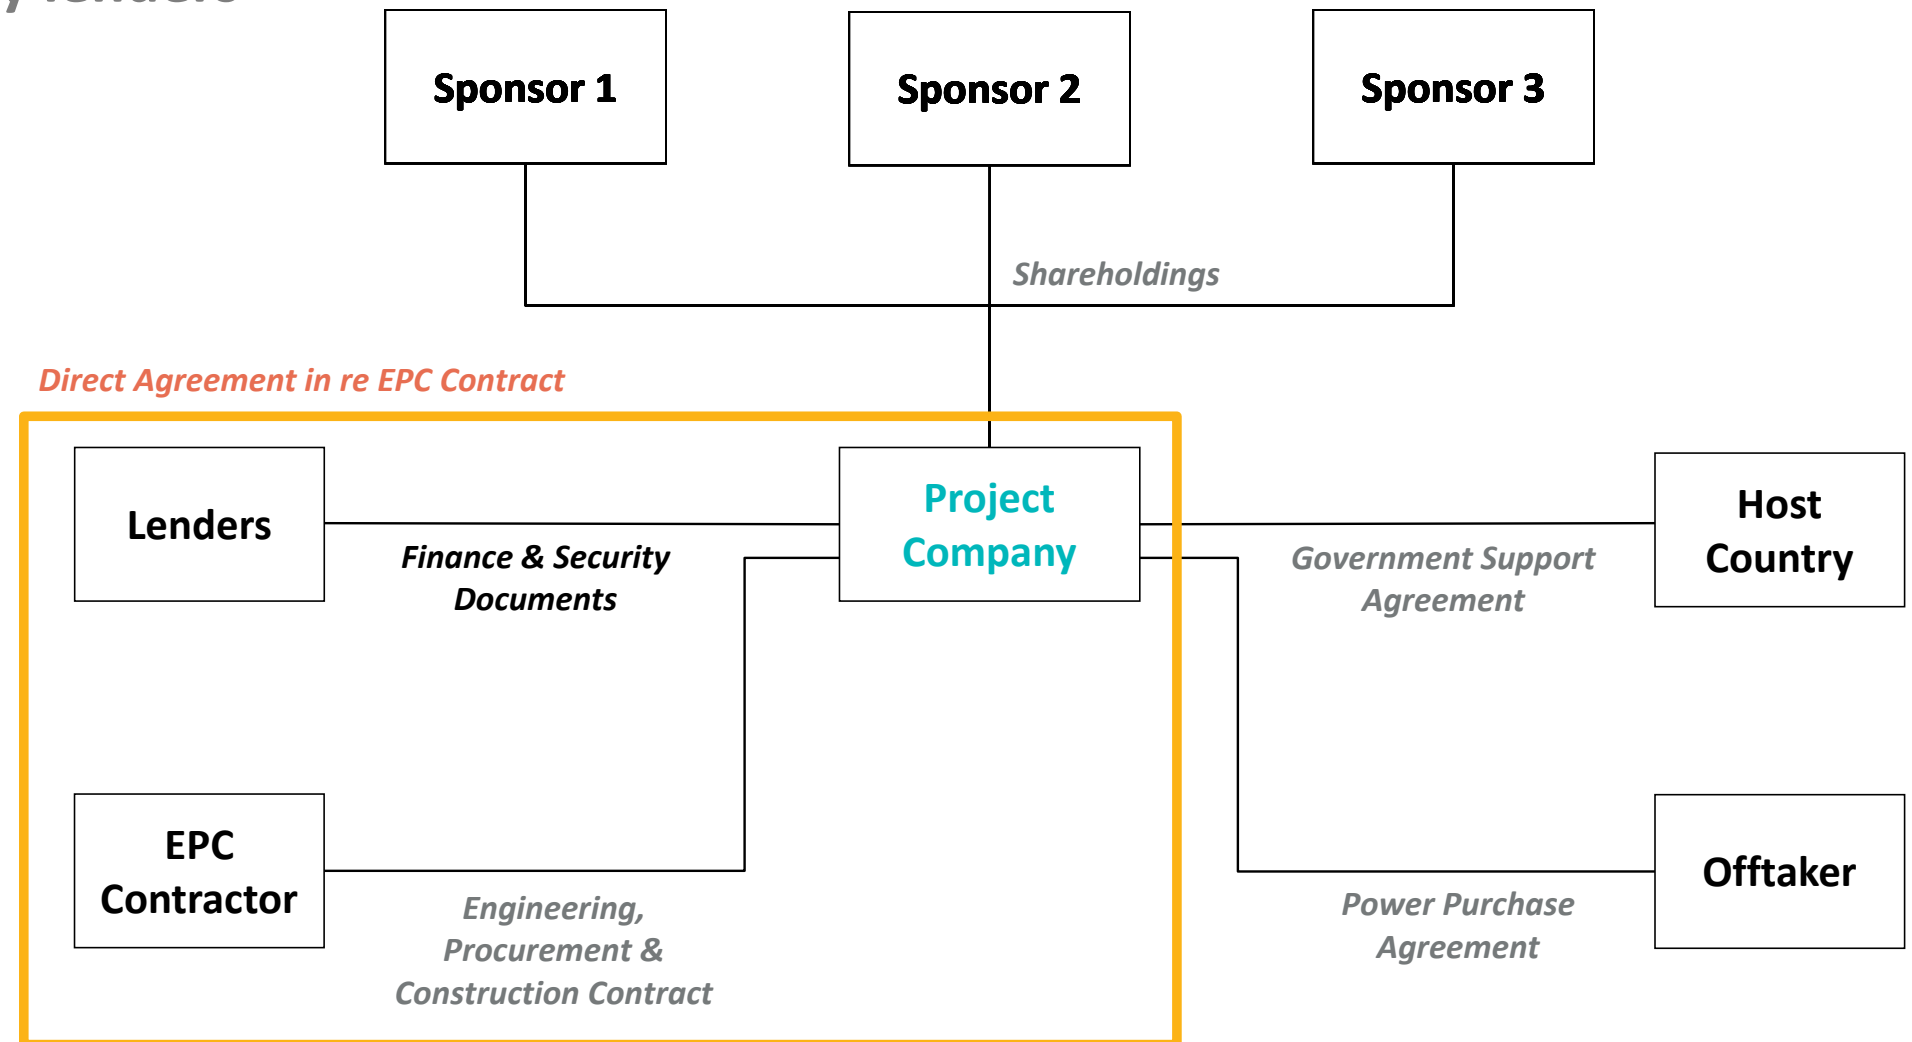 Sponsor 1
Sponsor 2
Sponsor 3
Shareholdings
Direct Agreement in re EPC Contract
Lenders
Finance & Security
Documents
Project
Company
Government Support
Agreement
Host
Country
EPC
Contractor
Engineering,
Procurement &
Construction Contract
Power Purchase
Agreement
Offtaker